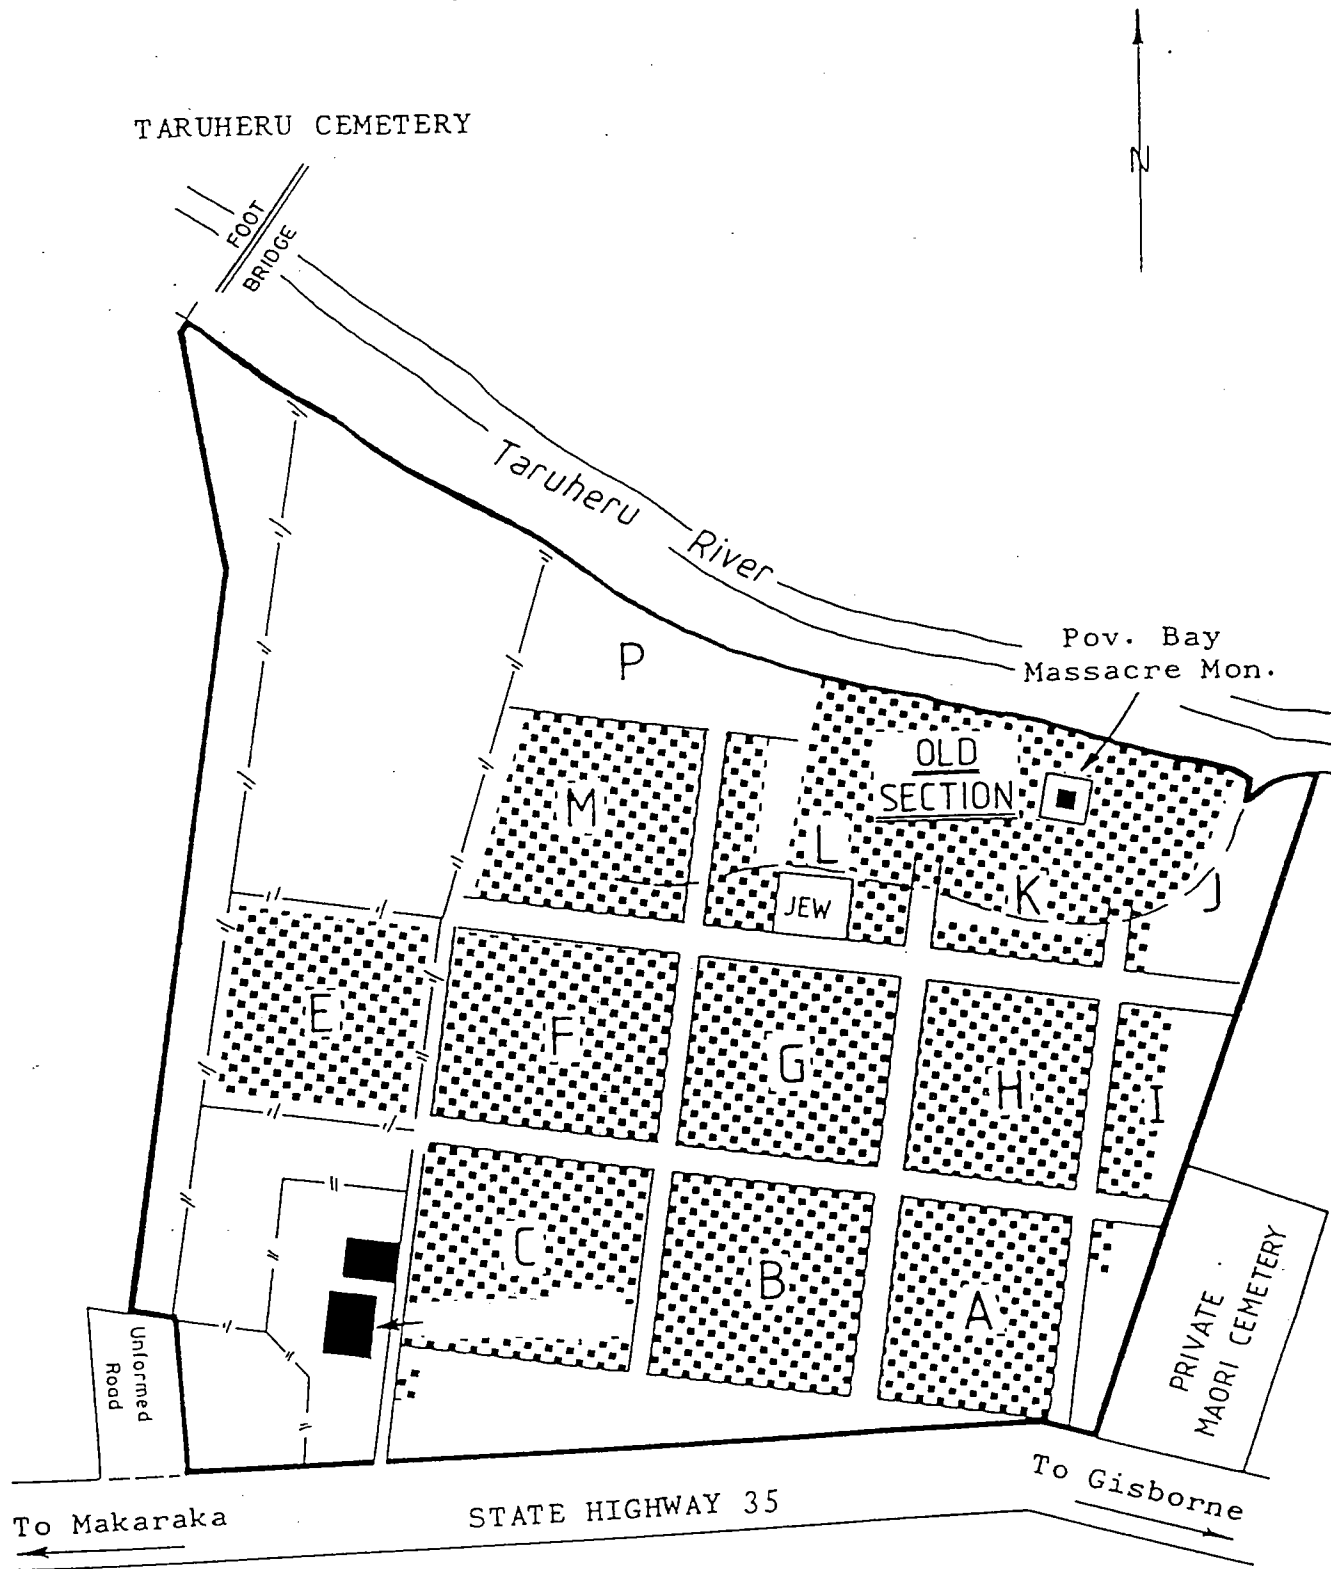 N
TARUHERU CEMETERY
FOOT
BRIDGE
Taruheru River
Pov. Bay
Massacre Mon.
P
OLD
SECTION
M
L
K
J
JEW
E
F
G
H
I
C
B
A
PRIVATE
MAORI CEMETERY
Unformed
Road
To Makaraka
STATE HIGHWAY 35
To Gisborne